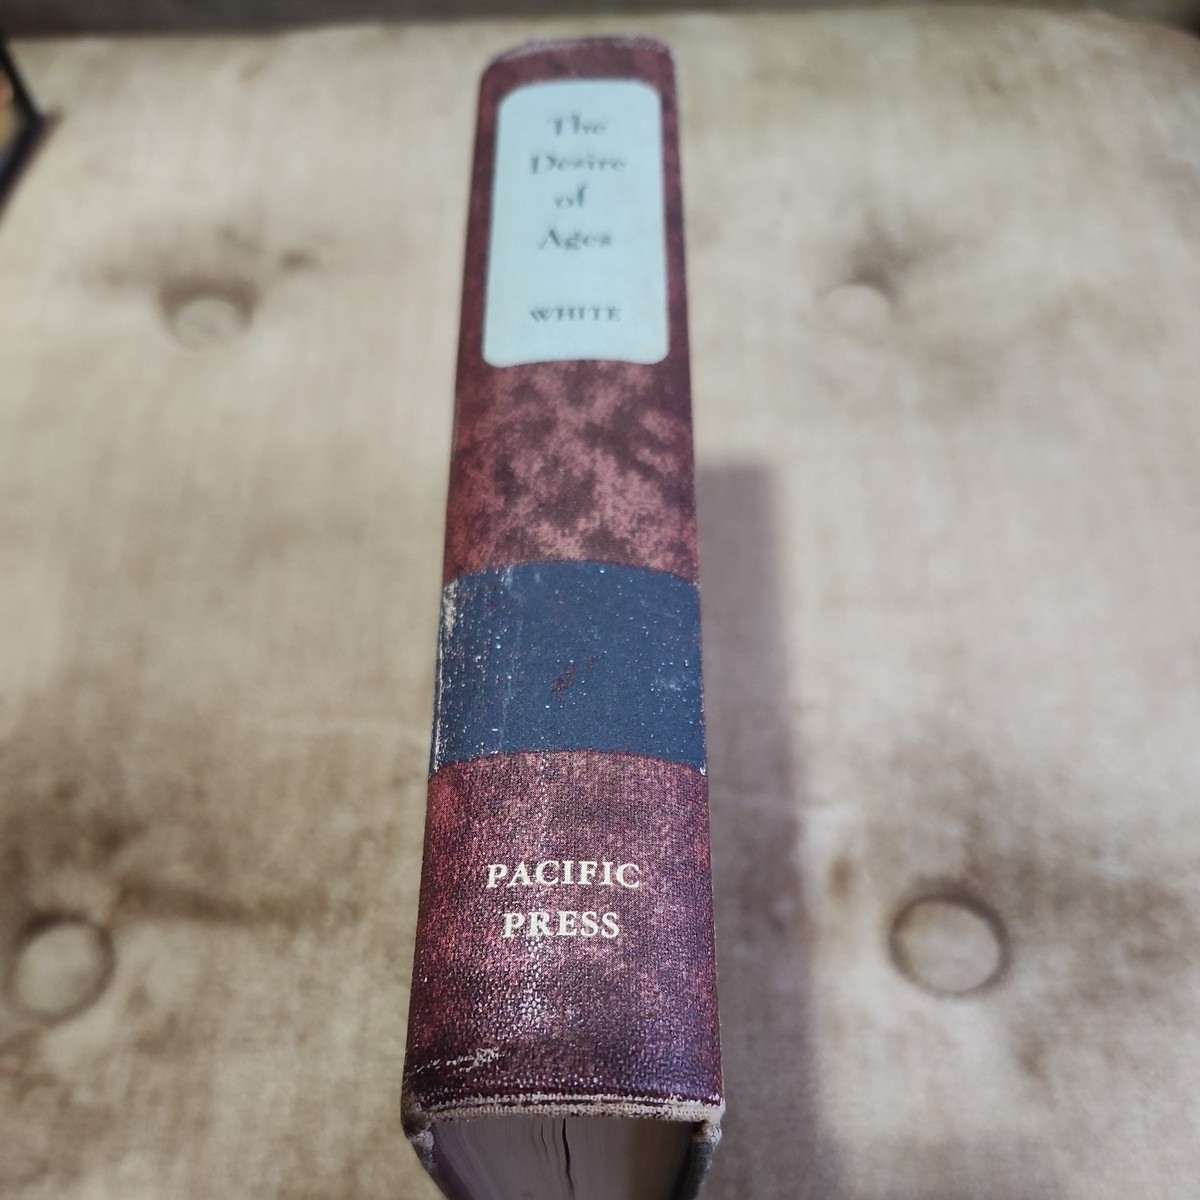 The
Desire
of
Ages
WHITE
PACIFIC
PRESS